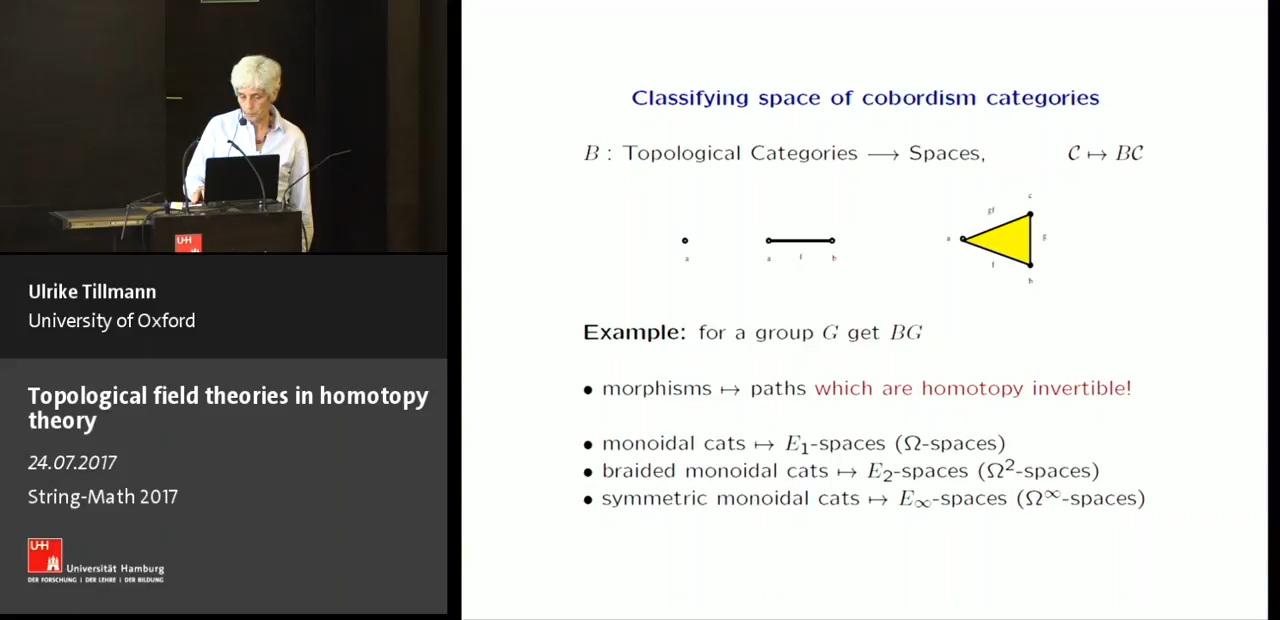 UH
Ulrike Tillmann
University of Oxford
Topological field theories in homotopy
theory
24.07.2017
String-Math 2017
UH
Universität Hamburg
DER FORSCHUNG | DER LEHRE | DER BILDUNG
Classifying space of cobordism categories
B : Topological Categories ⟶ Spaces, 𝒞 ↦ B𝒞
a
a f b
a gf c g f b
Example: for a group G get BG
• morphisms ↦ paths which are homotopy invertible!
• monoidal cats ↦ E₁-spaces (Ω-spaces)
• braided monoidal cats ↦ E₂-spaces (Ω²-spaces)
• symmetric monoidal cats ↦ E∞-spaces (Ω^∞-spaces)